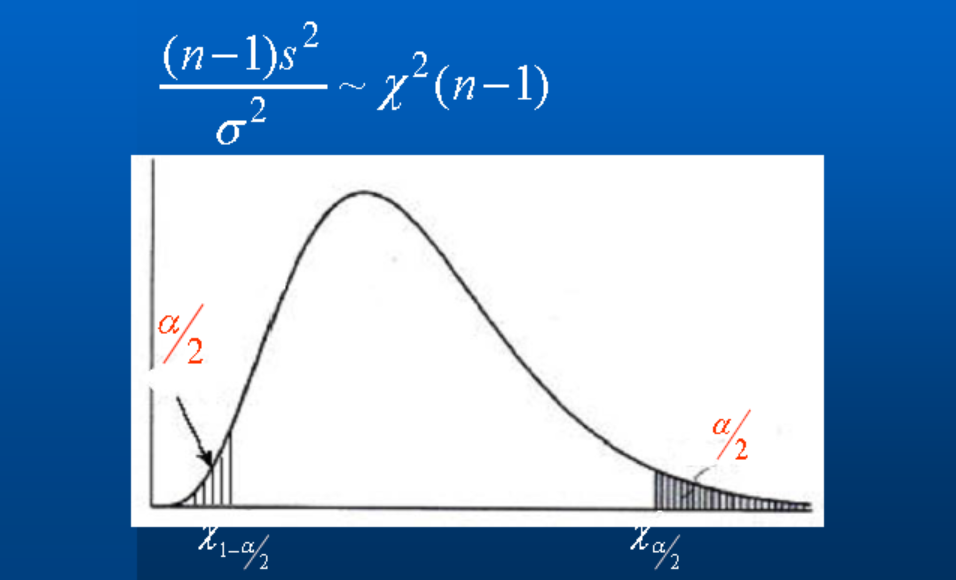 (n−1)s²/σ² ~ χ²(n−1)
α/2
α/2
χ₁₋α/₂ χα/₂